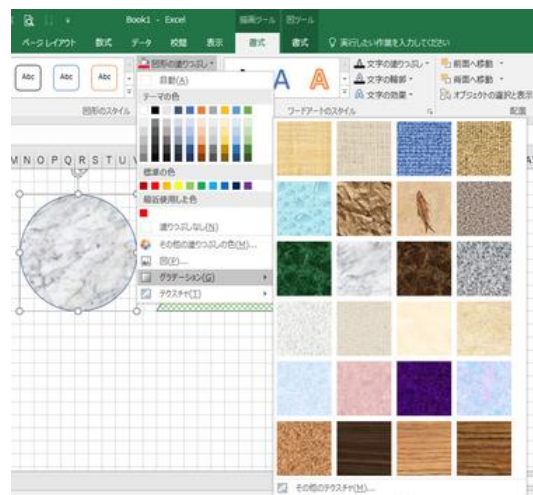 Book1 - Excel
描画ツール
図ツール
ページレイアウト 数式 データ 校閲 表示 書式 書式 実行したい作業を入力してください
Abc Abc Abc
図形の塗りつぶし
A A
文字の塗りつぶし
文字の輪郭
文字の効果
前面へ移動
背面へ移動
オブジェクトの選択と表示
図形のスタイル
ワードアートのスタイル
配置
自動(A)
テーマの色
標準の色
最近使用した色
塗りつぶしなし(N)
その他の塗りつぶしの色(M)...
図(P)...
グラデーション(G)
テクスチャ(T)
M N O P Q R S T U V
その他のテクスチャ(M)...